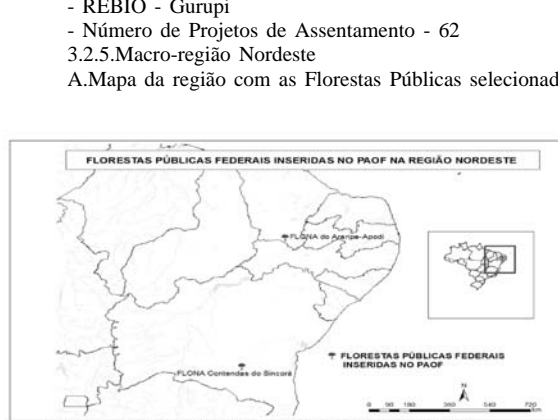 - REBIO - Gurupi
- Número de Projetos de Assentamento - 62
3.2.5.Macro-região Nordeste
A.Mapa da região com as Florestas Públicas selecionad
FLORESTAS PÚBLICAS FEDERAIS INSERIDAS NO PAOF NA REGIÃO NORDESTE
FLONA do Araripe-Apodi
FLONA Contendas do Sincorá
FLORESTAS PÚBLICAS FEDERAIS
INSERIDAS NO PAOF
N
0 90 180 360 540 720